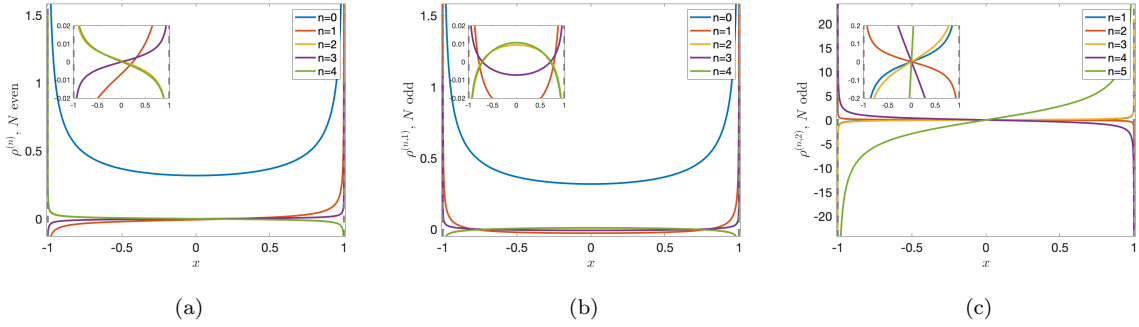 1.5
1
0.5
0
-1
-0.5
0
0.5
1
x
ρ^(n), N even
n=0
n=1
n=2
n=3
n=4
0.02
0.01
0
-0.01
-0.02
-1
-0.5
0
0.5
1
(a)
1.5
1
0.5
0
-1
-0.5
0
0.5
1
x
ρ^(n,1), N odd
n=0
n=1
n=2
n=3
n=4
0.02
0.01
0
-0.01
-0.02
-1
-0.5
0
0.5
1
(b)
20
15
10
5
0
-5
-10
-15
-20
-1
-0.5
0
0.5
1
x
ρ^(n,2), N odd
n=1
n=2
n=3
n=4
n=5
0.2
0.1
0
-0.1
-0.2
-1
-0.5
0
0.5
1
(c)